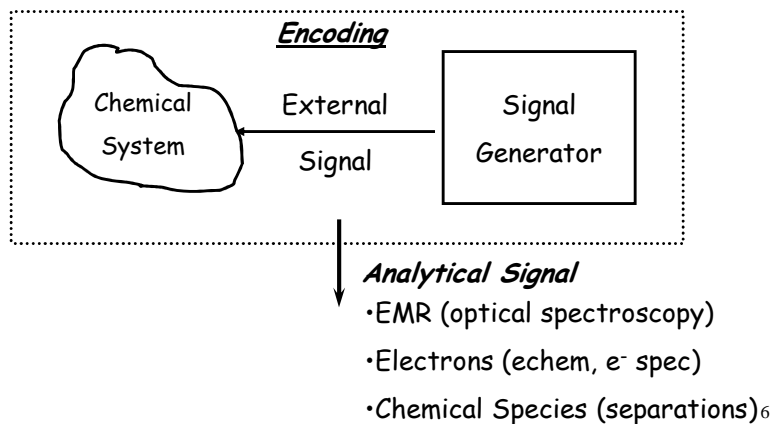 Encoding
Chemical
System
External
Signal
Signal
Generator
Analytical Signal
•EMR (optical spectroscopy)
•Electrons (echem, e⁻ spec)
•Chemical Species (separations)
6